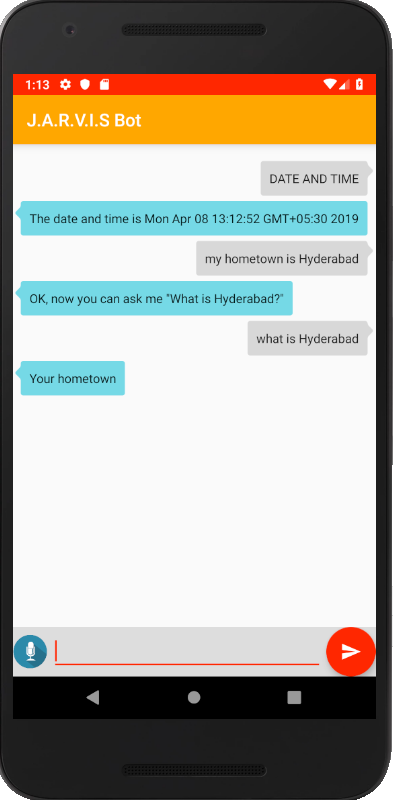 1:13
J.A.R.V.I.S Bot
DATE AND TIME
The date and time is Mon Apr 08 13:12:52 GMT+05:30 2019
my hometown is Hyderabad
OK, now you can ask me "What is Hyderabad?"
what is Hyderabad
Your hometown